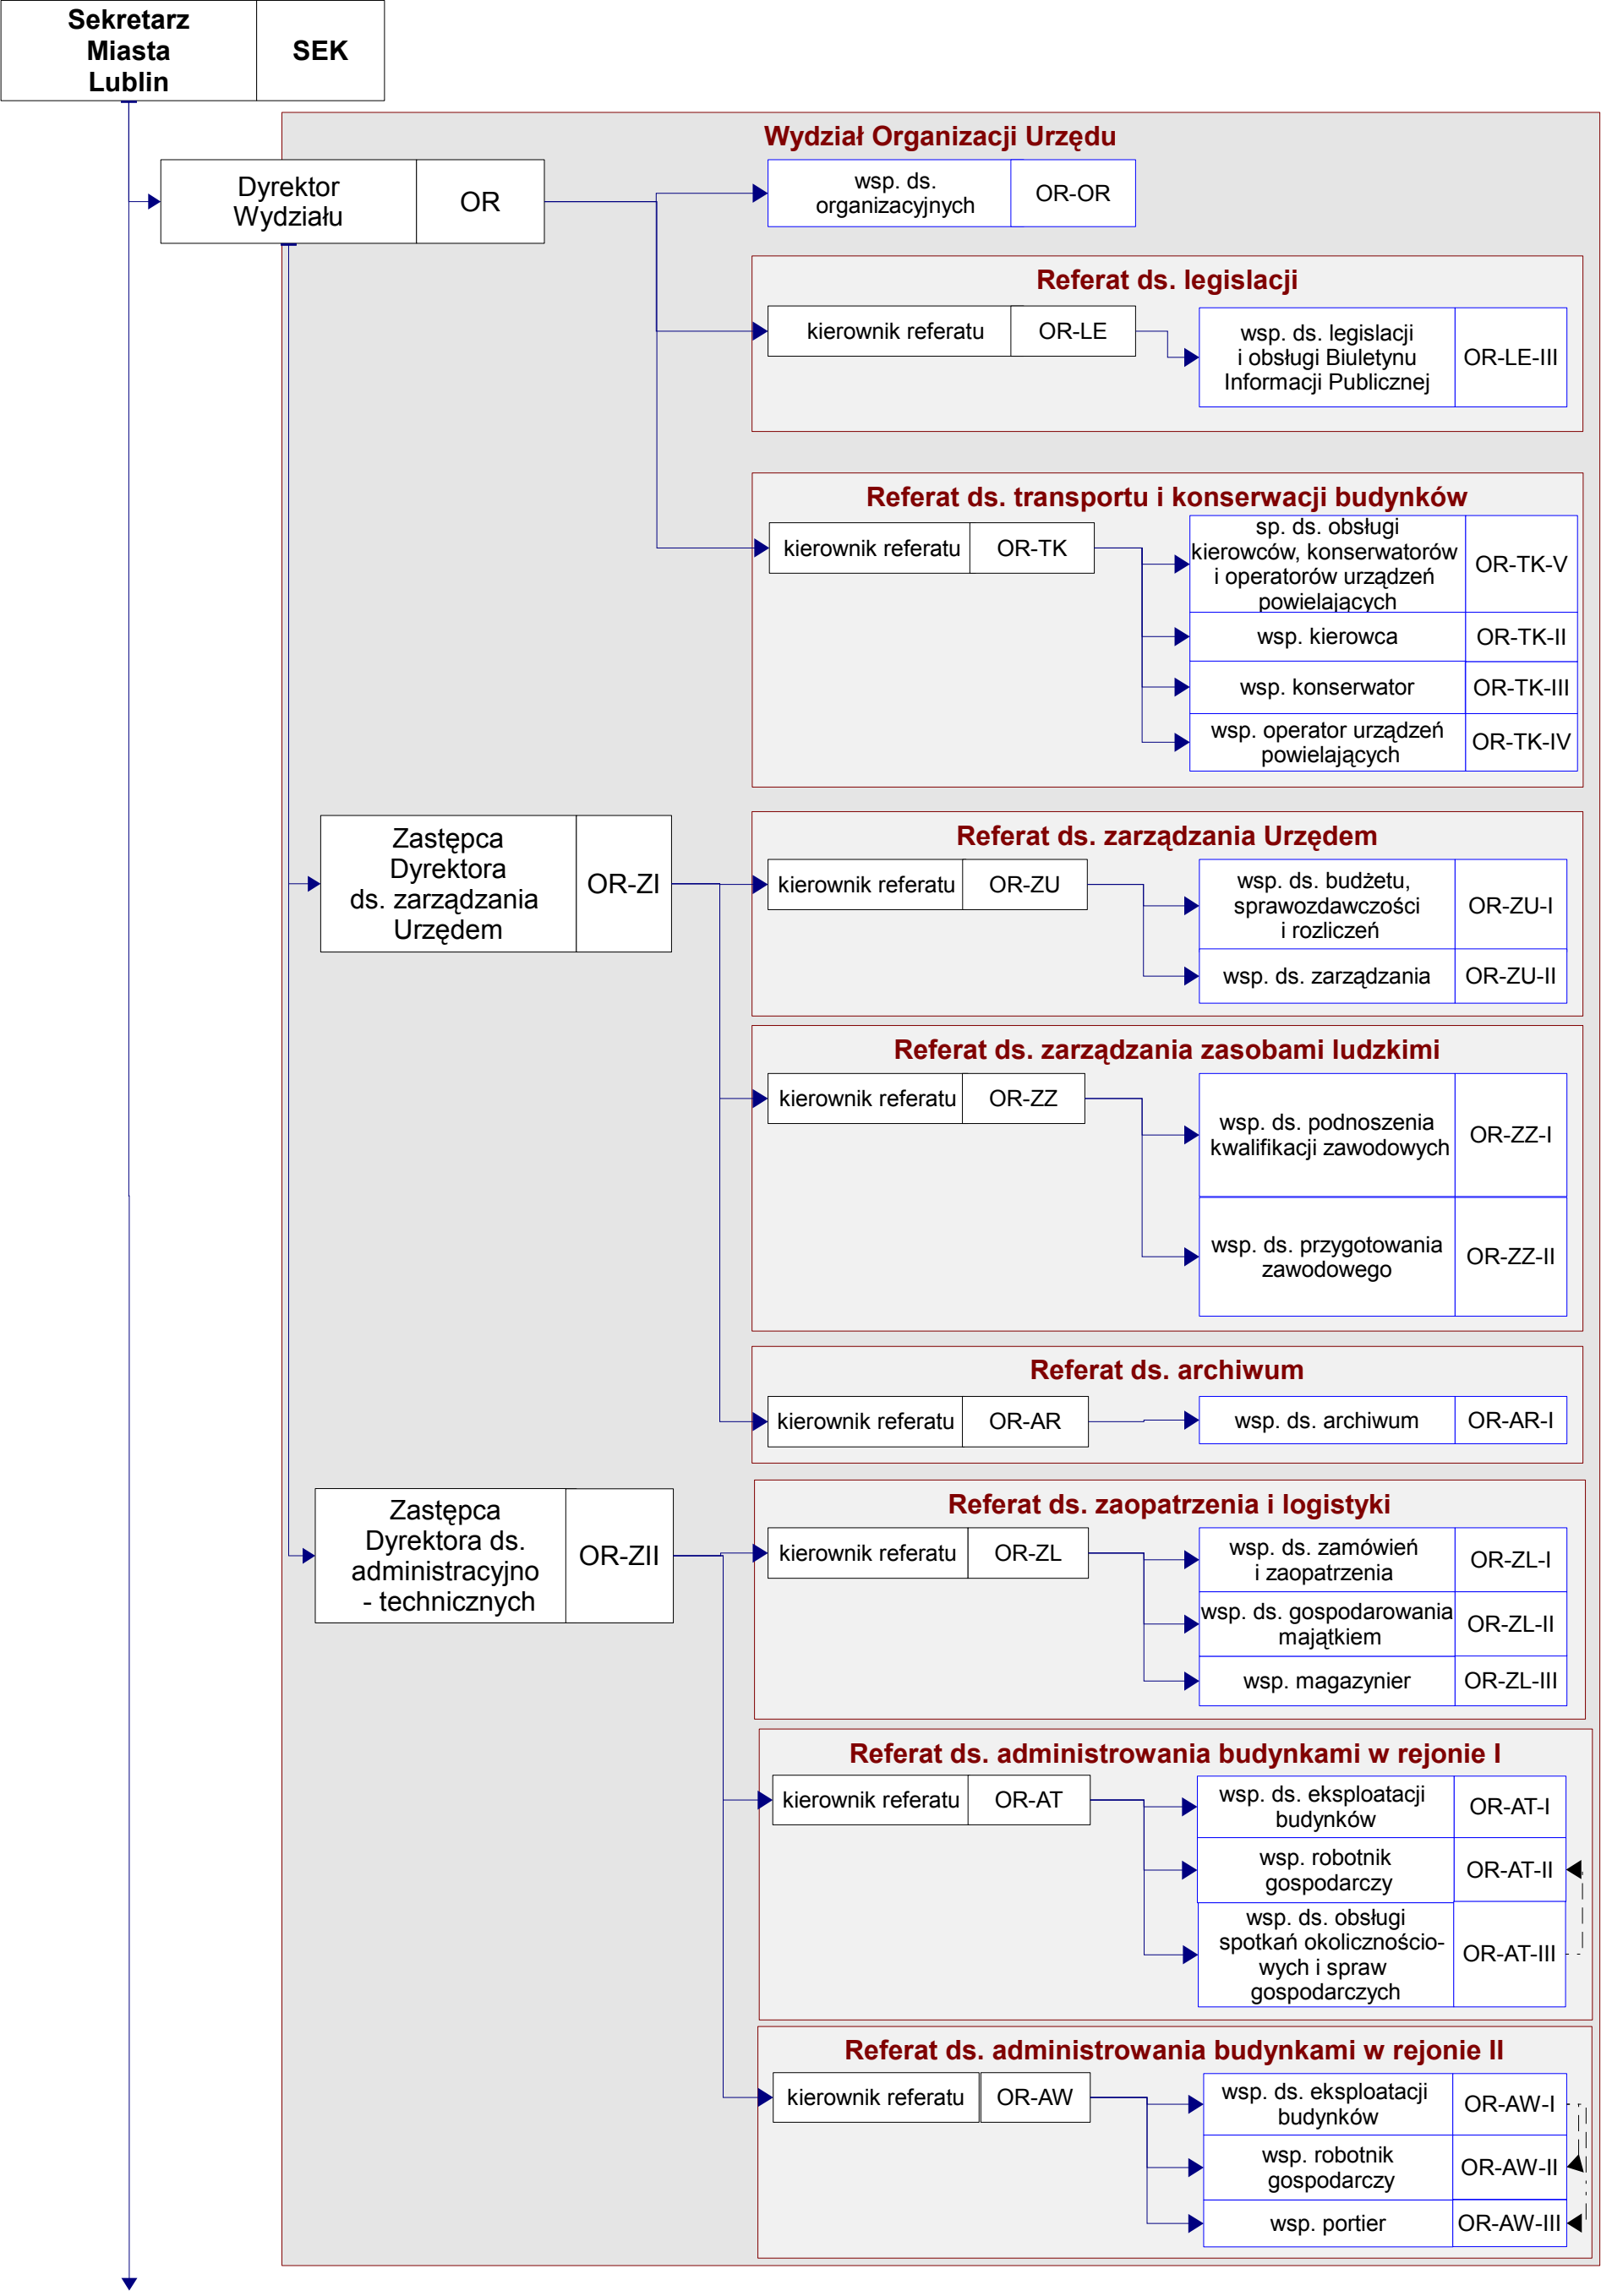 Sekretarz
Miasta
Lublin
SEK
Wydział Organizacji Urzędu
Dyrektor
Wydziału
OR
wsp. ds.
organizacyjnych
OR-OR
Referat ds. legislacji
kierownik referatu
OR-LE
wsp. ds. legislacji
i obsługi Biuletynu
Informacji Publicznej
OR-LE-III
Referat ds. transportu i konserwacji budynków
kierownik referatu
OR-TK
sp. ds. obsługi
kierowców, konserwatorów
i operatorów urządzeń
powielających
OR-TK-V
wsp. kierowca
OR-TK-II
wsp. konserwator
OR-TK-III
wsp. operator urządzeń
powielających
OR-TK-IV
Zastępca
Dyrektora
ds. zarządzania
Urzędem
OR-ZI
Referat ds. zarządzania Urzędem
kierownik referatu
OR-ZU
wsp. ds. budżetu,
sprawozdawczości
i rozliczeń
OR-ZU-I
wsp. ds. zarządzania
OR-ZU-II
Referat ds. zarządzania zasobami ludzkimi
kierownik referatu
OR-ZZ
wsp. ds. podnoszenia
kwalifikacji zawodowych
OR-ZZ-I
wsp. ds. przygotowania
zawodowego
OR-ZZ-II
Referat ds. archiwum
kierownik referatu
OR-AR
wsp. ds. archiwum
OR-AR-I
Zastępca
Dyrektora ds.
administracyjno
- technicznych
OR-ZII
Referat ds. zaopatrzenia i logistyki
kierownik referatu
OR-ZL
wsp. ds. zamówień
i zaopatrzenia
OR-ZL-I
wsp. ds. gospodarowania
majątkiem
OR-ZL-II
wsp. magazynier
OR-ZL-III
Referat ds. administrowania budynkami w rejonie I
kierownik referatu
OR-AT
wsp. ds. eksploatacji
budynków
OR-AT-I
wsp. robotnik
gospodarczy
OR-AT-II
wsp. ds. obsługi
spotkań okolicznościo-
wych i spraw
gospodarczych
OR-AT-III
Referat ds. administrowania budynkami w rejonie II
kierownik referatu
OR-AW
wsp. ds. eksploatacji
budynków
OR-AW-I
wsp. robotnik
gospodarczy
OR-AW-II
wsp. portier
OR-AW-III